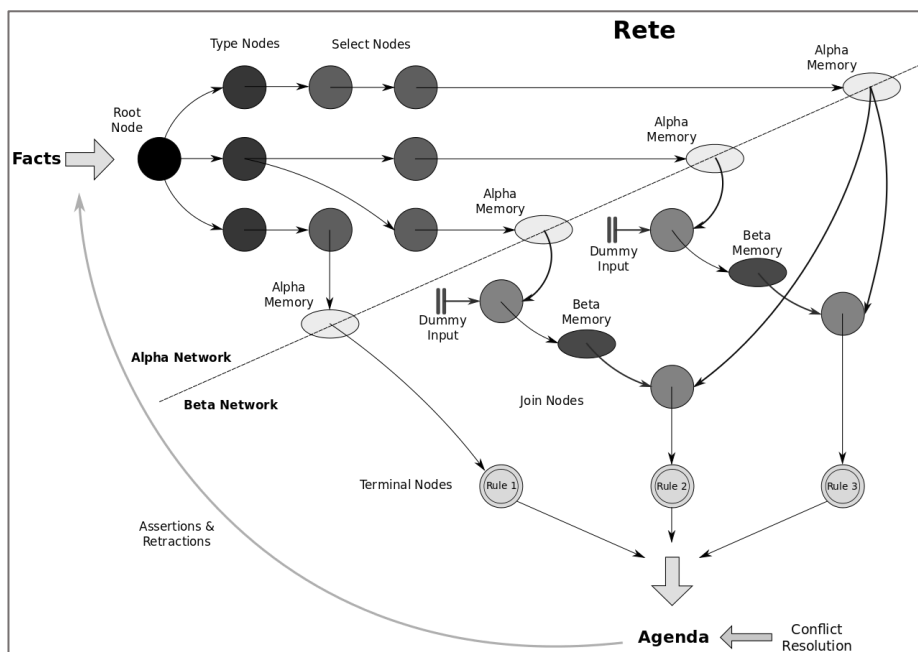 Rete
Type Nodes
Select Nodes
Alpha
Memory
Root
Node
Alpha
Memory
Facts
Alpha
Memory
Dummy
Input
Beta
Memory
Alpha
Memory
Dummy
Input
Beta
Memory
Alpha Network
Beta Network
Join Nodes
Terminal Nodes
Rule 1
Rule 2
Rule 3
Assertions &
Retractions
Agenda
Conflict
Resolution